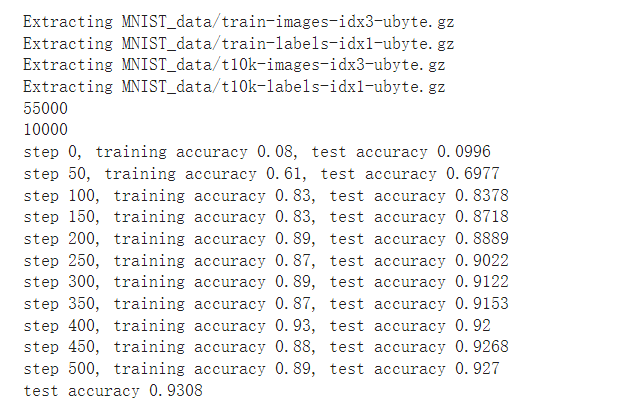 Extracting MNIST_data/train-images-idx3-ubyte.gz
Extracting MNIST_data/train-labels-idx1-ubyte.gz
Extracting MNIST_data/t10k-images-idx3-ubyte.gz
Extracting MNIST_data/t10k-labels-idx1-ubyte.gz
55000
10000
step 0, training accuracy 0.08, test accuracy 0.0996
step 50, training accuracy 0.61, test accuracy 0.6977
step 100, training accuracy 0.83, test accuracy 0.8378
step 150, training accuracy 0.83, test accuracy 0.8718
step 200, training accuracy 0.89, test accuracy 0.8889
step 250, training accuracy 0.87, test accuracy 0.9022
step 300, training accuracy 0.89, test accuracy 0.9122
step 350, training accuracy 0.87, test accuracy 0.9153
step 400, training accuracy 0.93, test accuracy 0.92
step 450, training accuracy 0.88, test accuracy 0.9268
step 500, training accuracy 0.89, test accuracy 0.927
test accuracy 0.9308